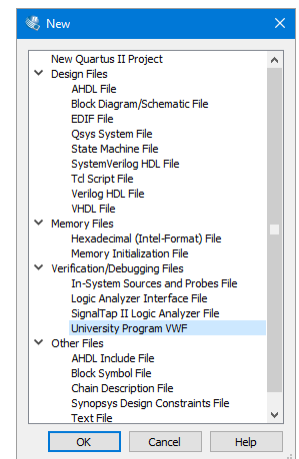 New
New Quartus II Project
Design Files
AHDL File
Block Diagram/Schematic File
EDIF File
Qsys System File
State Machine File
SystemVerilog HDL File
Tcl Script File
Verilog HDL File
VHDL File
Memory Files
Hexadecimal (Intel-Format) File
Memory Initialization File
Verification/Debugging Files
In-System Sources and Probes File
Logic Analyzer Interface File
SignalTap II Logic Analyzer File
University Program VWF
Other Files
AHDL Include File
Block Symbol File
Chain Description File
Synopsys Design Constraints File
Text File
OK Cancel Help